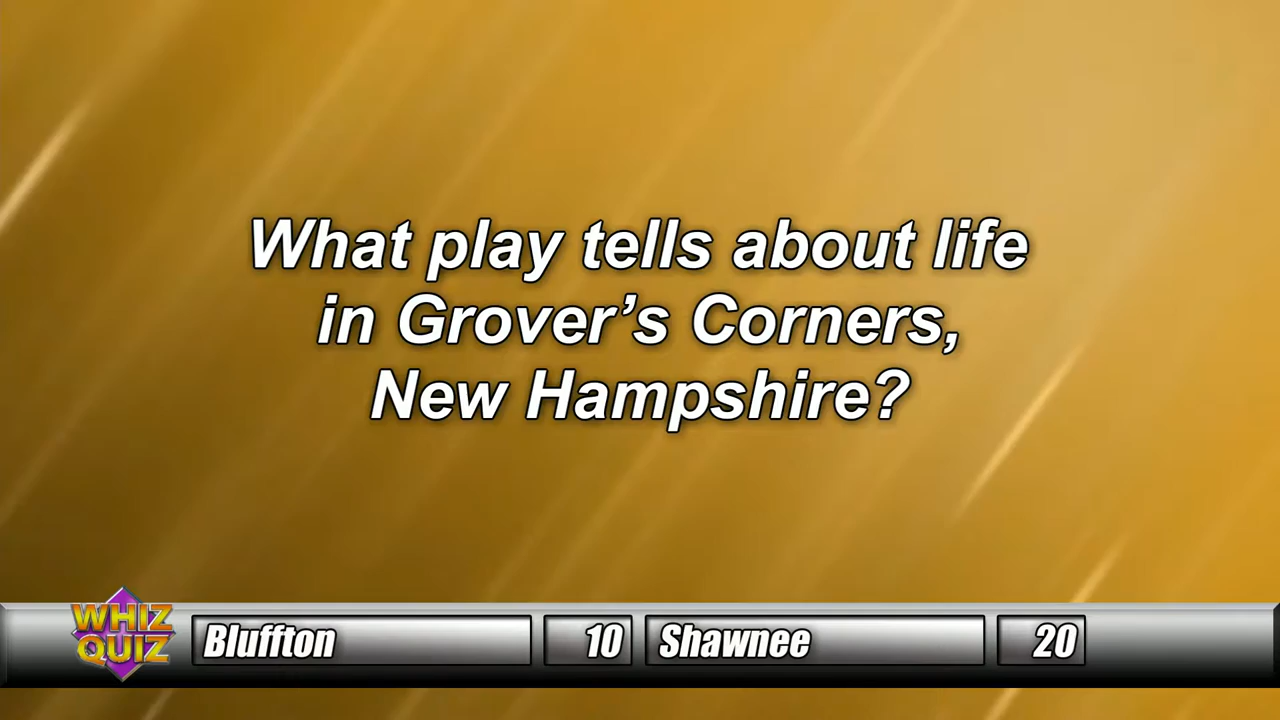 What play tells about life
in Grover's Corners,
New Hampshire?
WHIZ
QUIZ
Bluffton 10 Shawnee 20